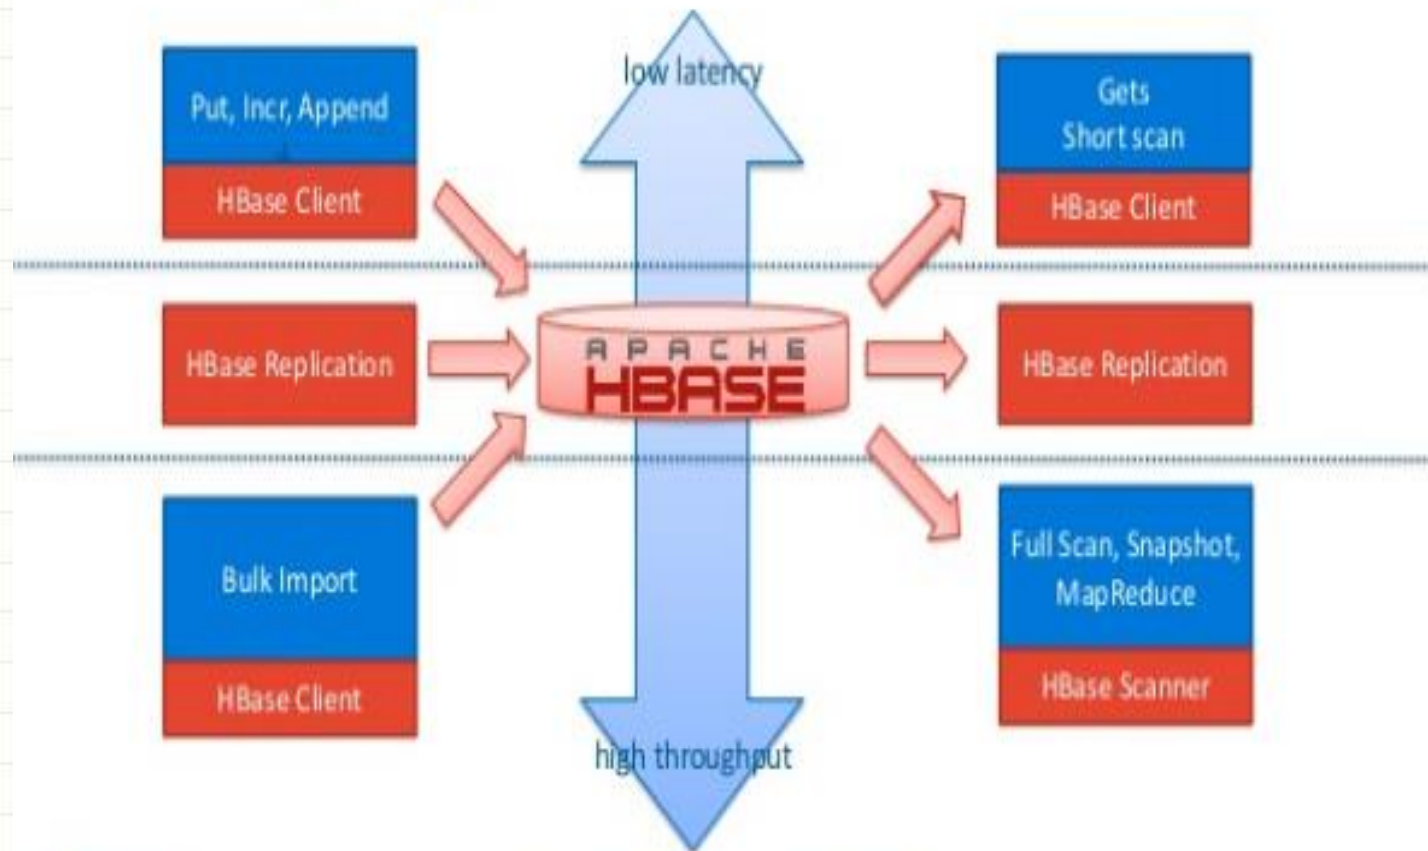 low latency
Put, Incr, Append
HBase Client
Gets
Short scan
HBase Client
HBase Replication
APACHE
HBASE
HBase Replication
Bulk Import
HBase Client
Full Scan, Snapshot,
MapReduce
HBase Scanner
high throughput